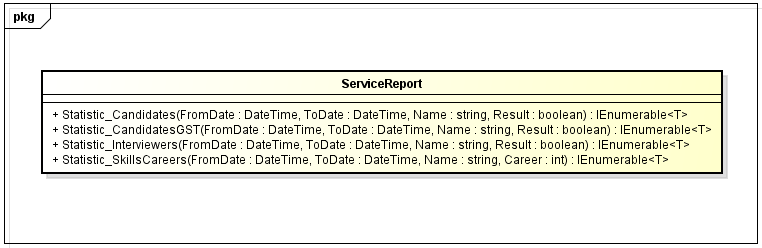 pkg
ServiceReport
+ Statistic_Candidates(FromDate : DateTime, ToDate : DateTime, Name : string, Result : boolean) : IEnumerable<T>
+ Statistic_CandidatesGST(FromDate : DateTime, ToDate : DateTime, Name : string, Result : boolean) : IEnumerable<T>
+ Statistic_Interviewers(FromDate : DateTime, ToDate : DateTime, Name : string, Result : boolean) : IEnumerable<T>
+ Statistic_SkillsCareers(FromDate : DateTime, ToDate : DateTime, Name : string, Career : int) : IEnumerable<T>